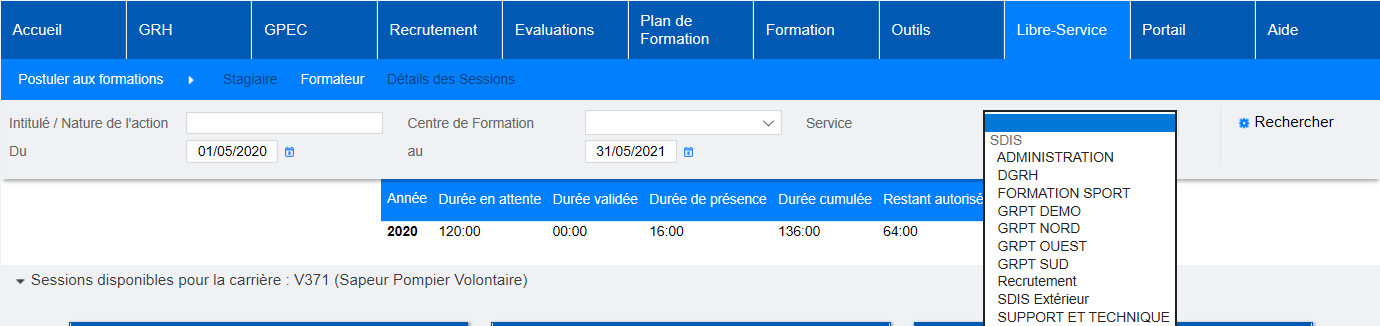 Accueil GRH GPEC Recrutement Evaluations Plan de Formation Formation Outils Libre-Service Portail Aide
Postuler aux formations Stagiaire Formateur Détails des Sessions
Intitulé / Nature de l'action Centre de Formation Service Rechercher
Du 01/05/2020 au 31/05/2021
SDIS
ADMINISTRATION
DGRH
FORMATION SPORT
GRPT DEMO
GRPT NORD
GRPT OUEST
GRPT SUD
Recrutement
SDIS Extérieur
SUPPORT ET TECHNIQUE
Année Durée en attente Durée validée Durée de présence Durée cumulée Restant autorisé
2020 120:00 00:00 16:00 136:00 64:00
Sessions disponibles pour la carrière : V371 (Sapeur Pompier Volontaire)